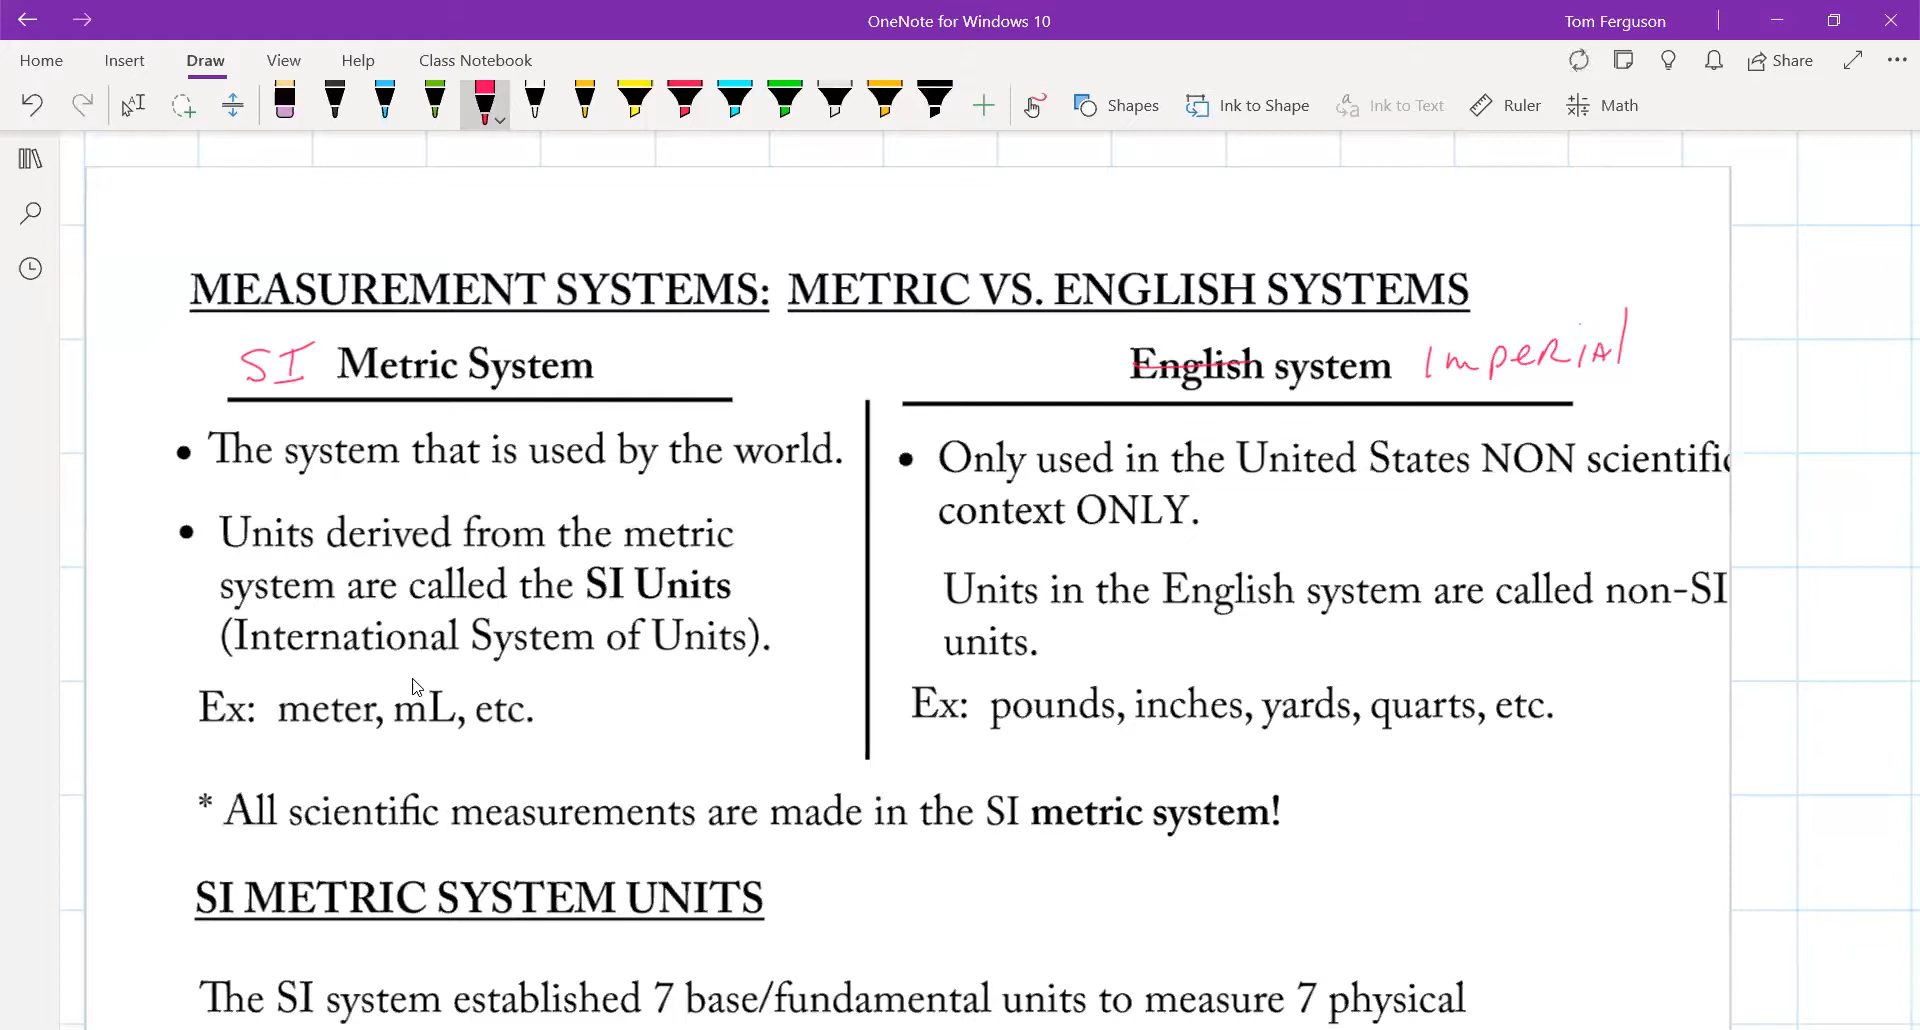 OneNote for Windows 10
Tom Ferguson
Home Insert Draw View Help Class Notebook
Share
Shapes Ink to Shape Ink to Text Ruler Math
MEASUREMENT SYSTEMS: METRIC VS. ENGLISH SYSTEMS
SI Metric System
English system Imperial
The system that is used by the world.
Units derived from the metric
system are called the SI Units
(International System of Units).
Ex: meter, mL, etc.
Only used in the United States NON scientific
context ONLY.
Units in the English system are called non-SI
units.
Ex: pounds, inches, yards, quarts, etc.
* All scientific measurements are made in the SI metric system!
SI METRIC SYSTEM UNITS
The SI system established 7 base/fundamental units to measure 7 physical